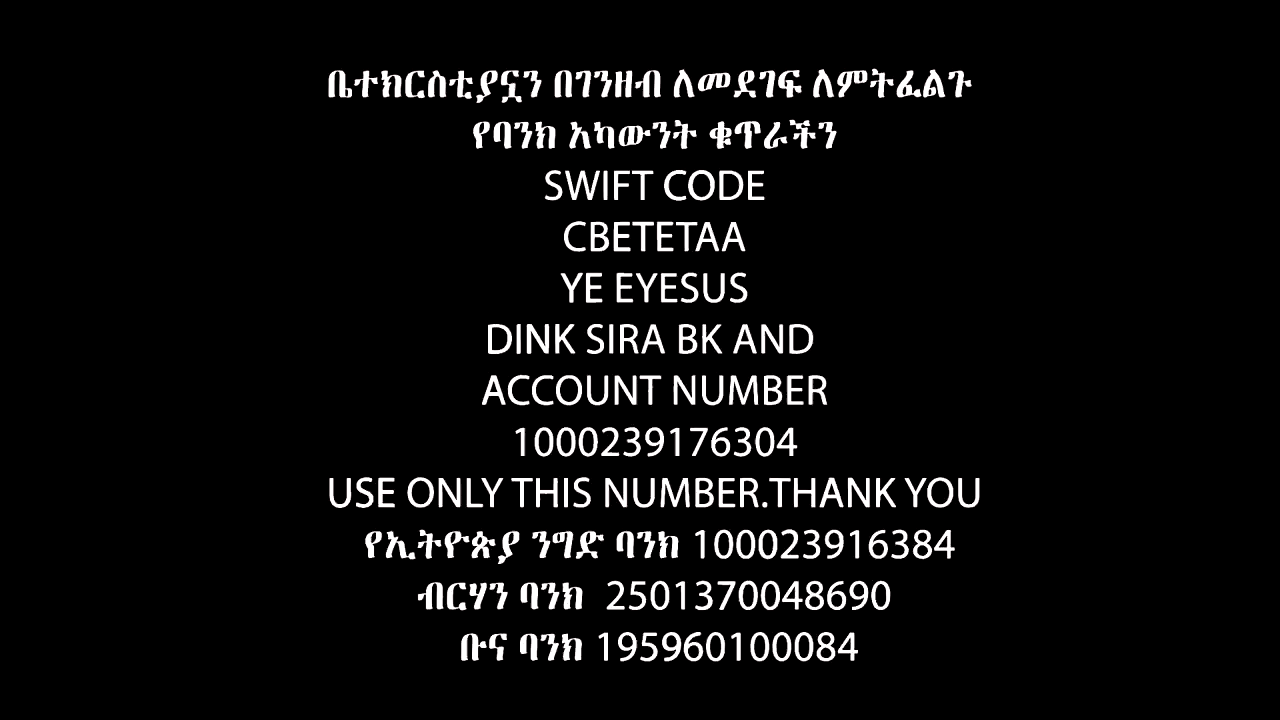 ቤተክርስቲያኗን በገንዘብ ለመደገፍ ለምትፈልጉ
የባንክ አካውንት ቁጥራችን
SWIFT CODE
CBETETAA
YE EYESUS
DINK SIRA BK AND
ACCOUNT NUMBER
1000239176304
USE ONLY THIS NUMBER.THANK YOU
የኢትዮጵያ ንግድ ባንክ 100023916384
ብርሃን ባንክ 2501370048690
ቡና ባንክ 195960100084